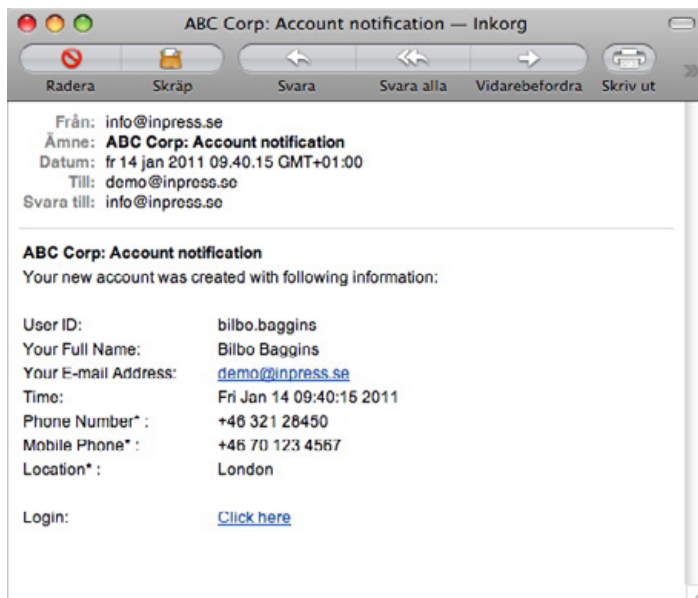 ABC Corp: Account notification — Inkorg
Radera Skräp Svara Svara alla Vidarebefordra Skriv ut
Från: info@inpress.se
Ämne: ABC Corp: Account notification
Datum: fr 14 jan 2011 09.40.15 GMT+01:00
Till: demo@inpress.se
Svara till: info@inpress.se
ABC Corp: Account notification
Your new account was created with following information:
User ID: bilbo.baggins
Your Full Name: Bilbo Baggins
Your E-mail Address: demo@inpress.se
Time: Fri Jan 14 09:40:15 2011
Phone Number* : +46 321 28450
Mobile Phone* : +46 70 123 4567
Location* : London
Login: Click here